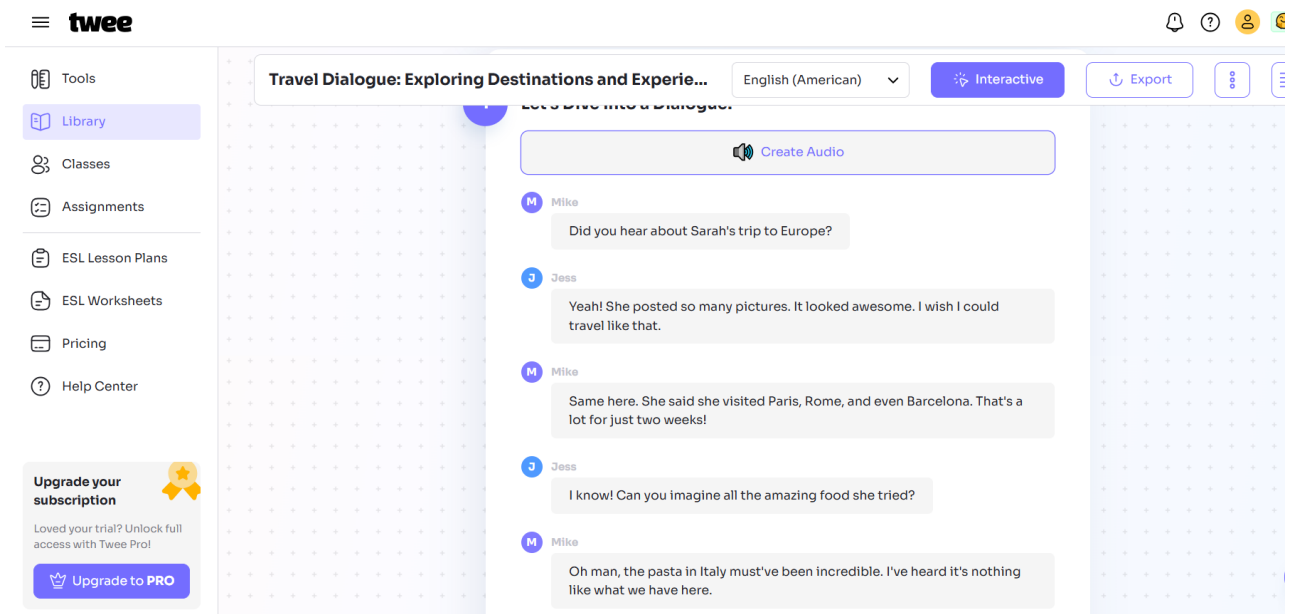 twee
Tools
Library
Classes
Assignments
ESL Lesson Plans
ESL Worksheets
Pricing
Help Center
Upgrade your
subscription
Loved your trial? Unlock full
access with Twee Pro!
Upgrade to PRO
Travel Dialogue: Exploring Destinations and Experie...
English (American)
Interactive
Export
Let's Dive into a Dialogue:
Create Audio
M Mike
Did you hear about Sarah's trip to Europe?
J Jess
Yeah! She posted so many pictures. It looked awesome. I wish I could
travel like that.
M Mike
Same here. She said she visited Paris, Rome, and even Barcelona. That's a
lot for just two weeks!
J Jess
I know! Can you imagine all the amazing food she tried?
M Mike
Oh man, the pasta in Italy must've been incredible. I've heard it's nothing
like what we have here.